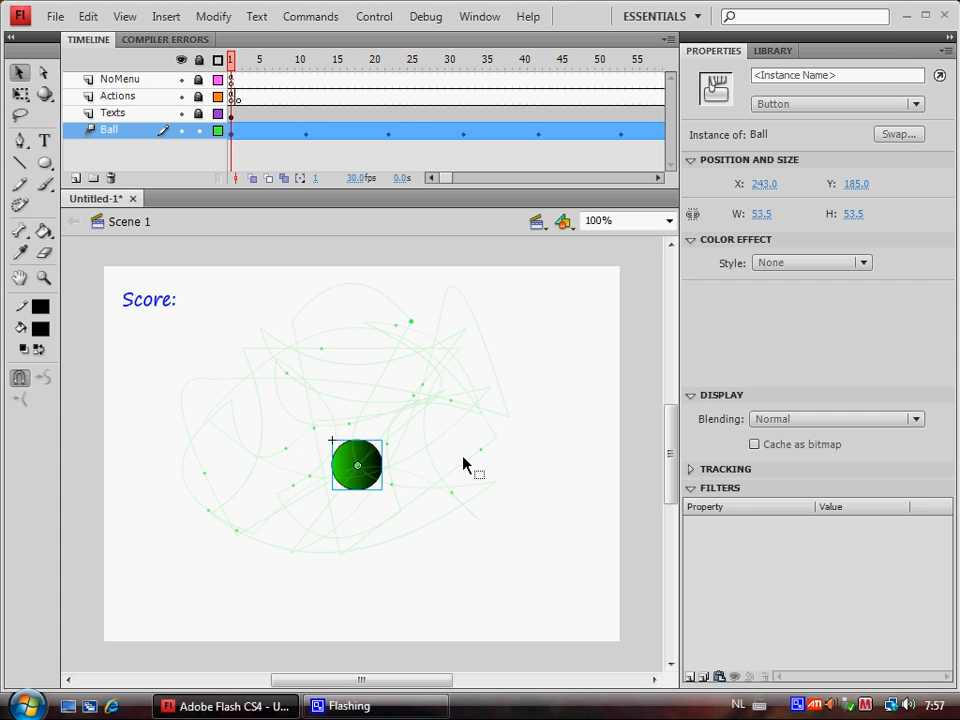 Fl File Edit View Insert Modify Text Commands Control Debug Window Help ESSENTIALS
TIMELINE COMPILER ERRORS
1 5 10 15 20 25 30 35 40 45 50 55
NoMenu
Actions
Texts
Ball
1 30.0fps 0.0s
Untitled-1*
Scene 1 100%
Score:
PROPERTIES LIBRARY
<Instance Name>
Button
Instance of: Ball Swap...
POSITION AND SIZE
X: 243.0 Y: 185.0
W: 53.5 H: 53.5
COLOR EFFECT
Style: None
DISPLAY
Blending: Normal
Cache as bitmap
TRACKING
FILTERS
Property Value
Adobe Flash CS4 - U... Flashing NL 7:57